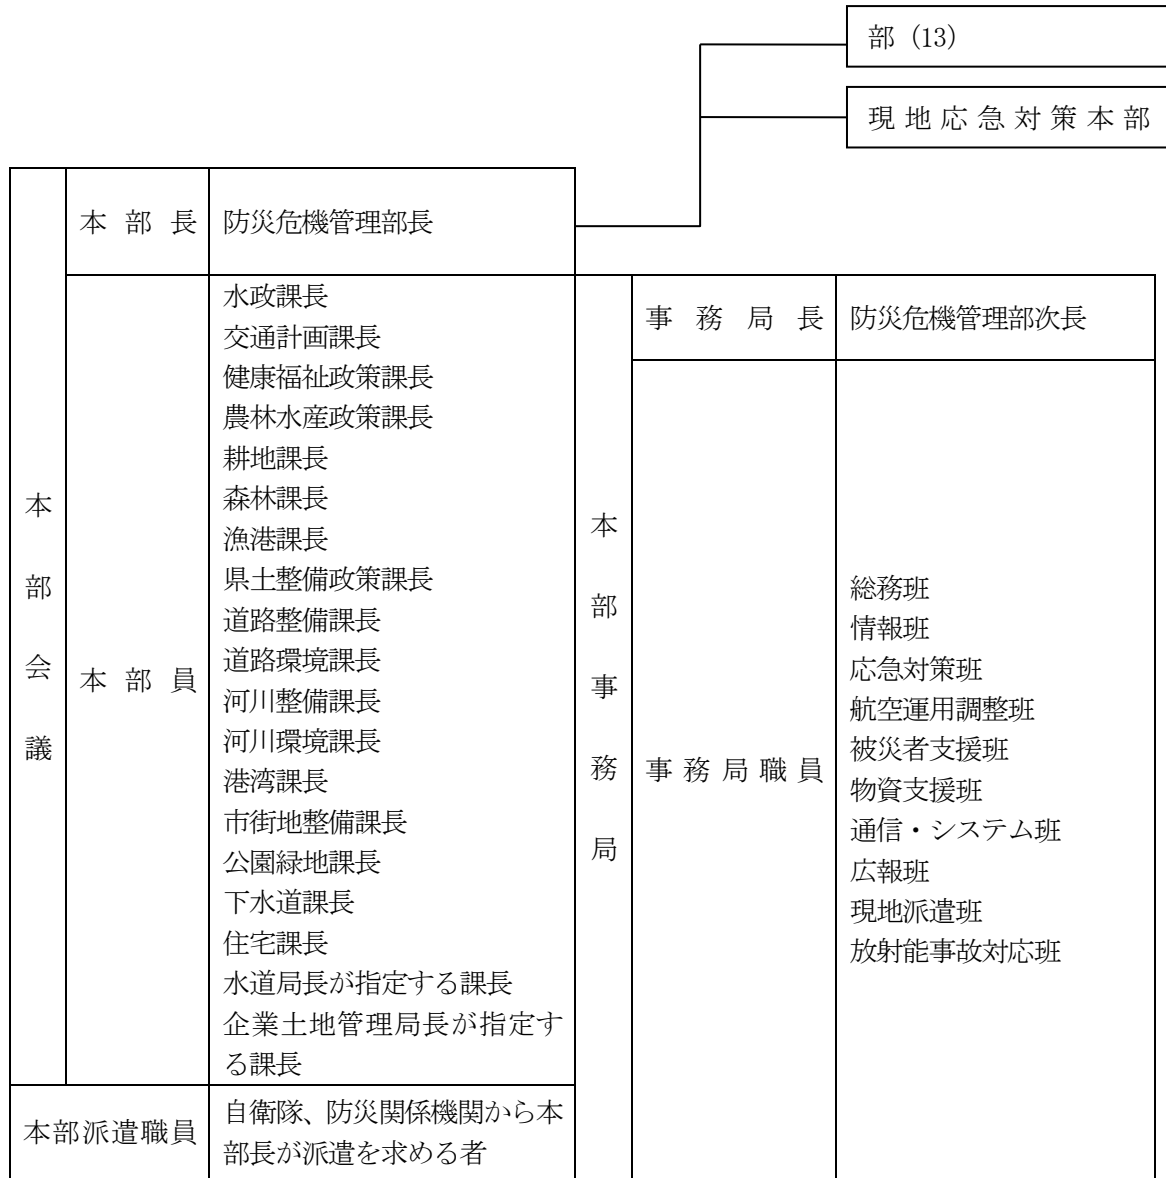 部（13）
現地応急対策本部
本部会議
本部長
防災危機管理部長
本部員
水政課長
交通計画課長
健康福祉政策課長
農林水産政策課長
耕地課長
森林課長
漁港課長
県土整備政策課長
道路整備課長
道路環境課長
河川整備課長
河川環境課長
港湾課長
市街地整備課長
公園緑地課長
下水道課長
住宅課長
水道局長が指定する課長
企業土地管理局長が指定す
る課長
本部派遣職員
自衛隊、防災関係機関から本
部長が派遣を求める者
本部事務局
事務局長
防災危機管理部次長
事務局職員
総務班
情報班
応急対策班
航空運用調整班
被災者支援班
物資支援班
通信・システム班
広報班
現地派遣班
放射能事故対応班